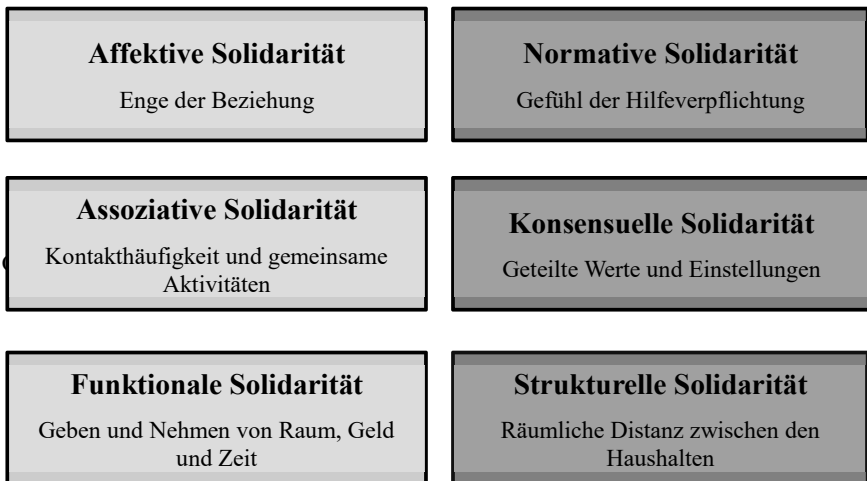 Affektive Solidarität
Enge der Beziehung
Normative Solidarität
Gefühl der Hilfeverpflichtung
Assoziative Solidarität
Kontakthäufigkeit und gemeinsame
Aktivitäten
Konsensuelle Solidarität
Geteilte Werte und Einstellungen
Funktionale Solidarität
Geben und Nehmen von Raum, Geld
und Zeit
Strukturelle Solidarität
Räumliche Distanz zwischen den
Haushalten